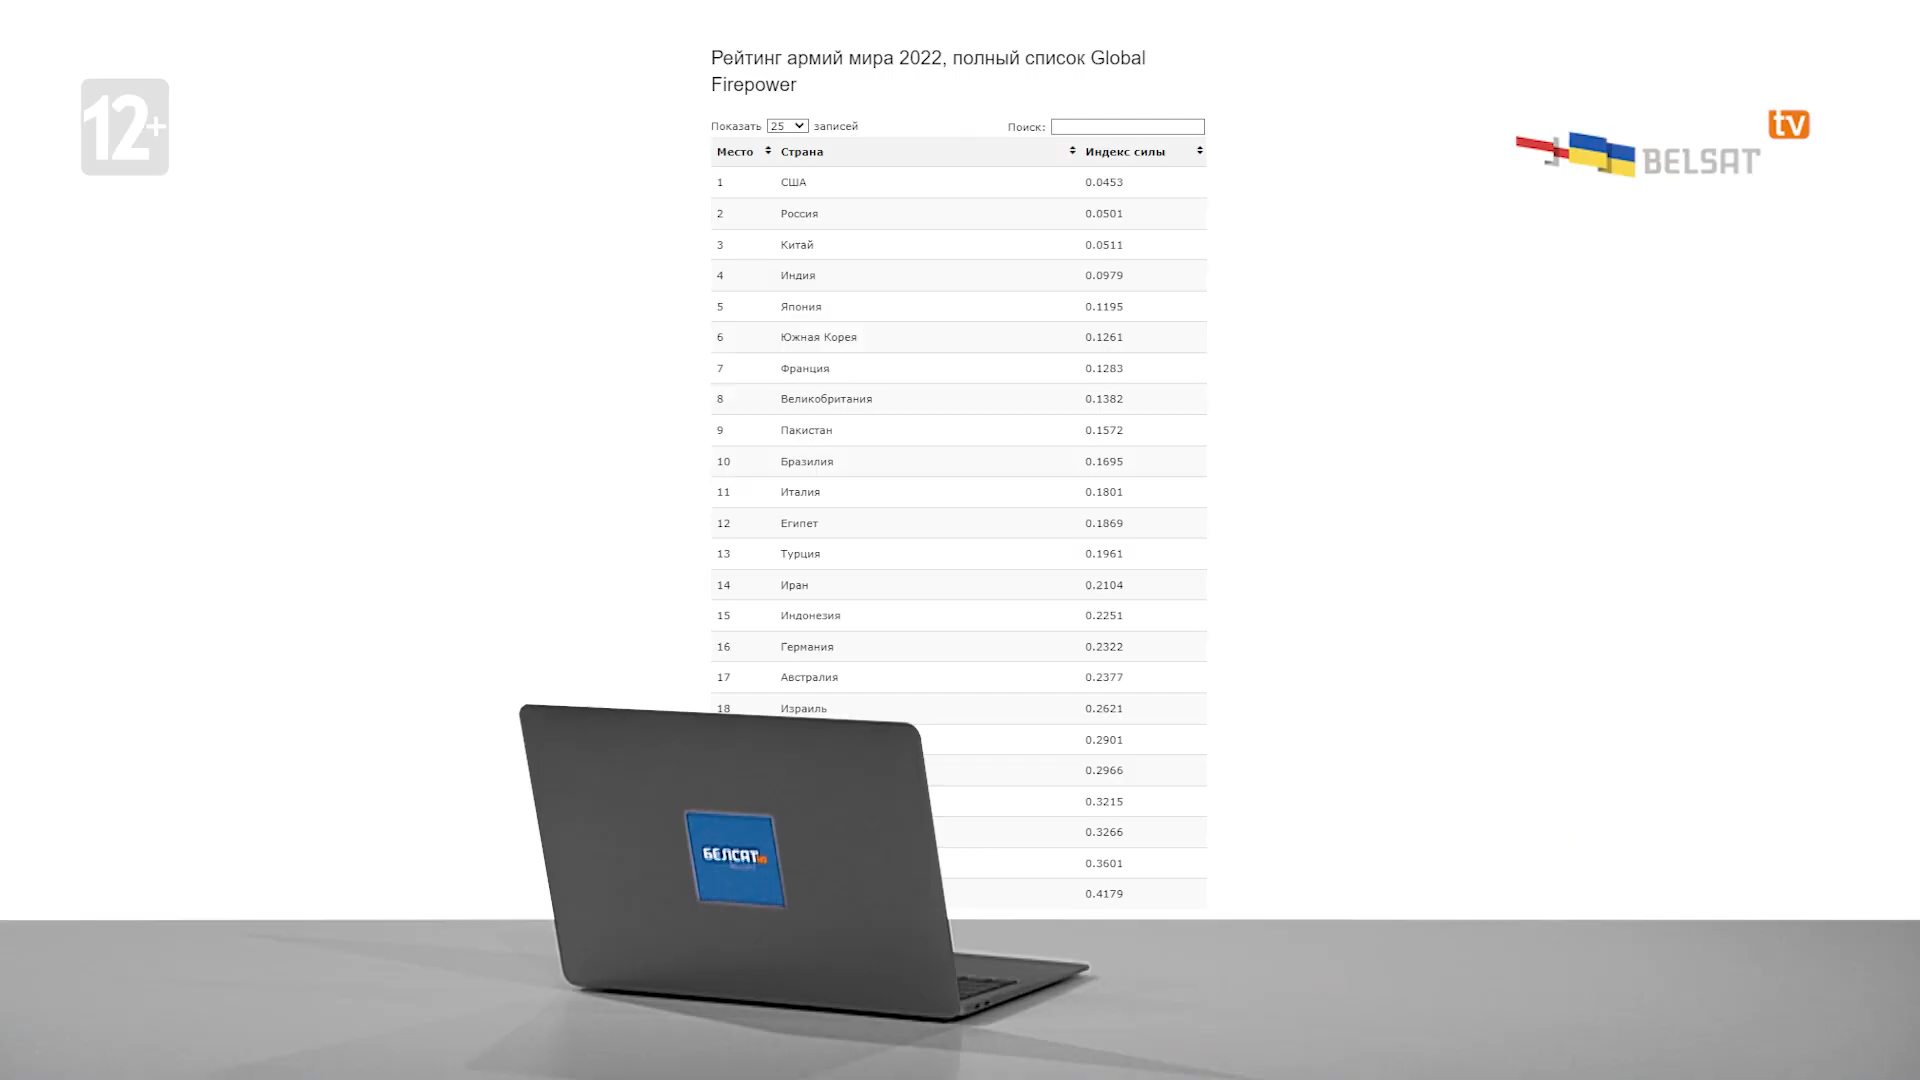 Рейтинг армий мира 2022, полный список Global
Firepower
12+
tv
BELSAT
Показать 25 записей Поиск:
Место Страна Индекс силы
1 США 0.0453
2 Россия 0.0501
3 Китай 0.0511
4 Индия 0.0979
5 Япония 0.1195
6 Южная Корея 0.1261
7 Франция 0.1283
8 Великобритания 0.1382
9 Пакистан 0.1572
10 Бразилия 0.1695
11 Италия 0.1801
12 Египет 0.1869
13 Турция 0.1961
14 Иран 0.2104
15 Индонезия 0.2251
16 Германия 0.2322
17 Австралия 0.2377
18 Израиль 0.2621
0.2901
0.2966
0.3215
0.3266
0.3601
0.4179
БЕЛСАТ